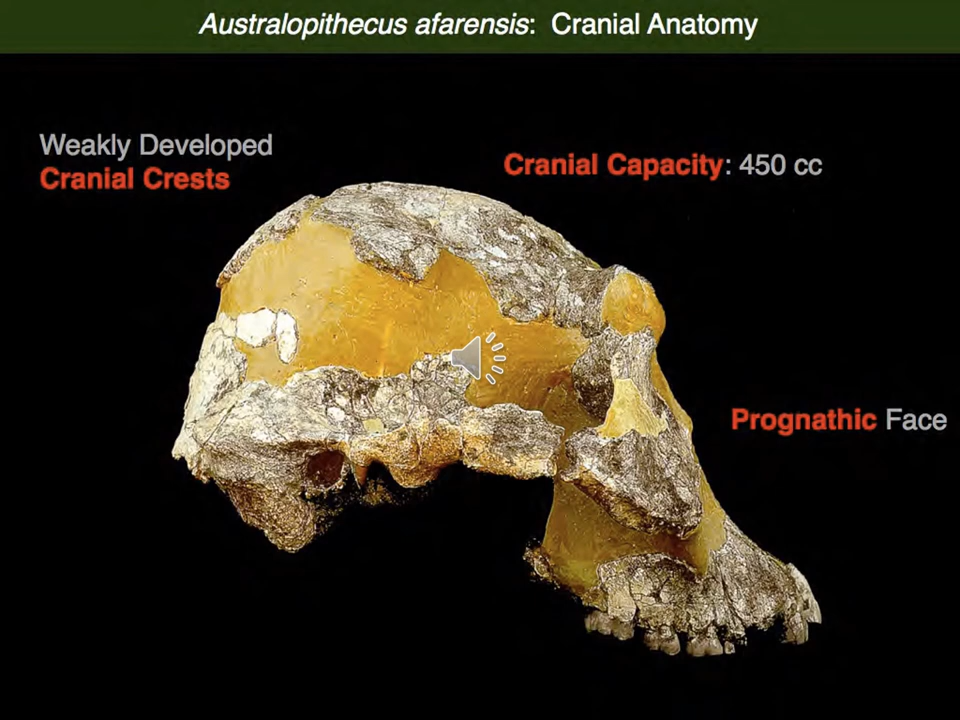 Australopithecus afarensis: Cranial Anatomy
Weakly Developed
Cranial Crests
Cranial Capacity: 450 cc
Prognathic Face